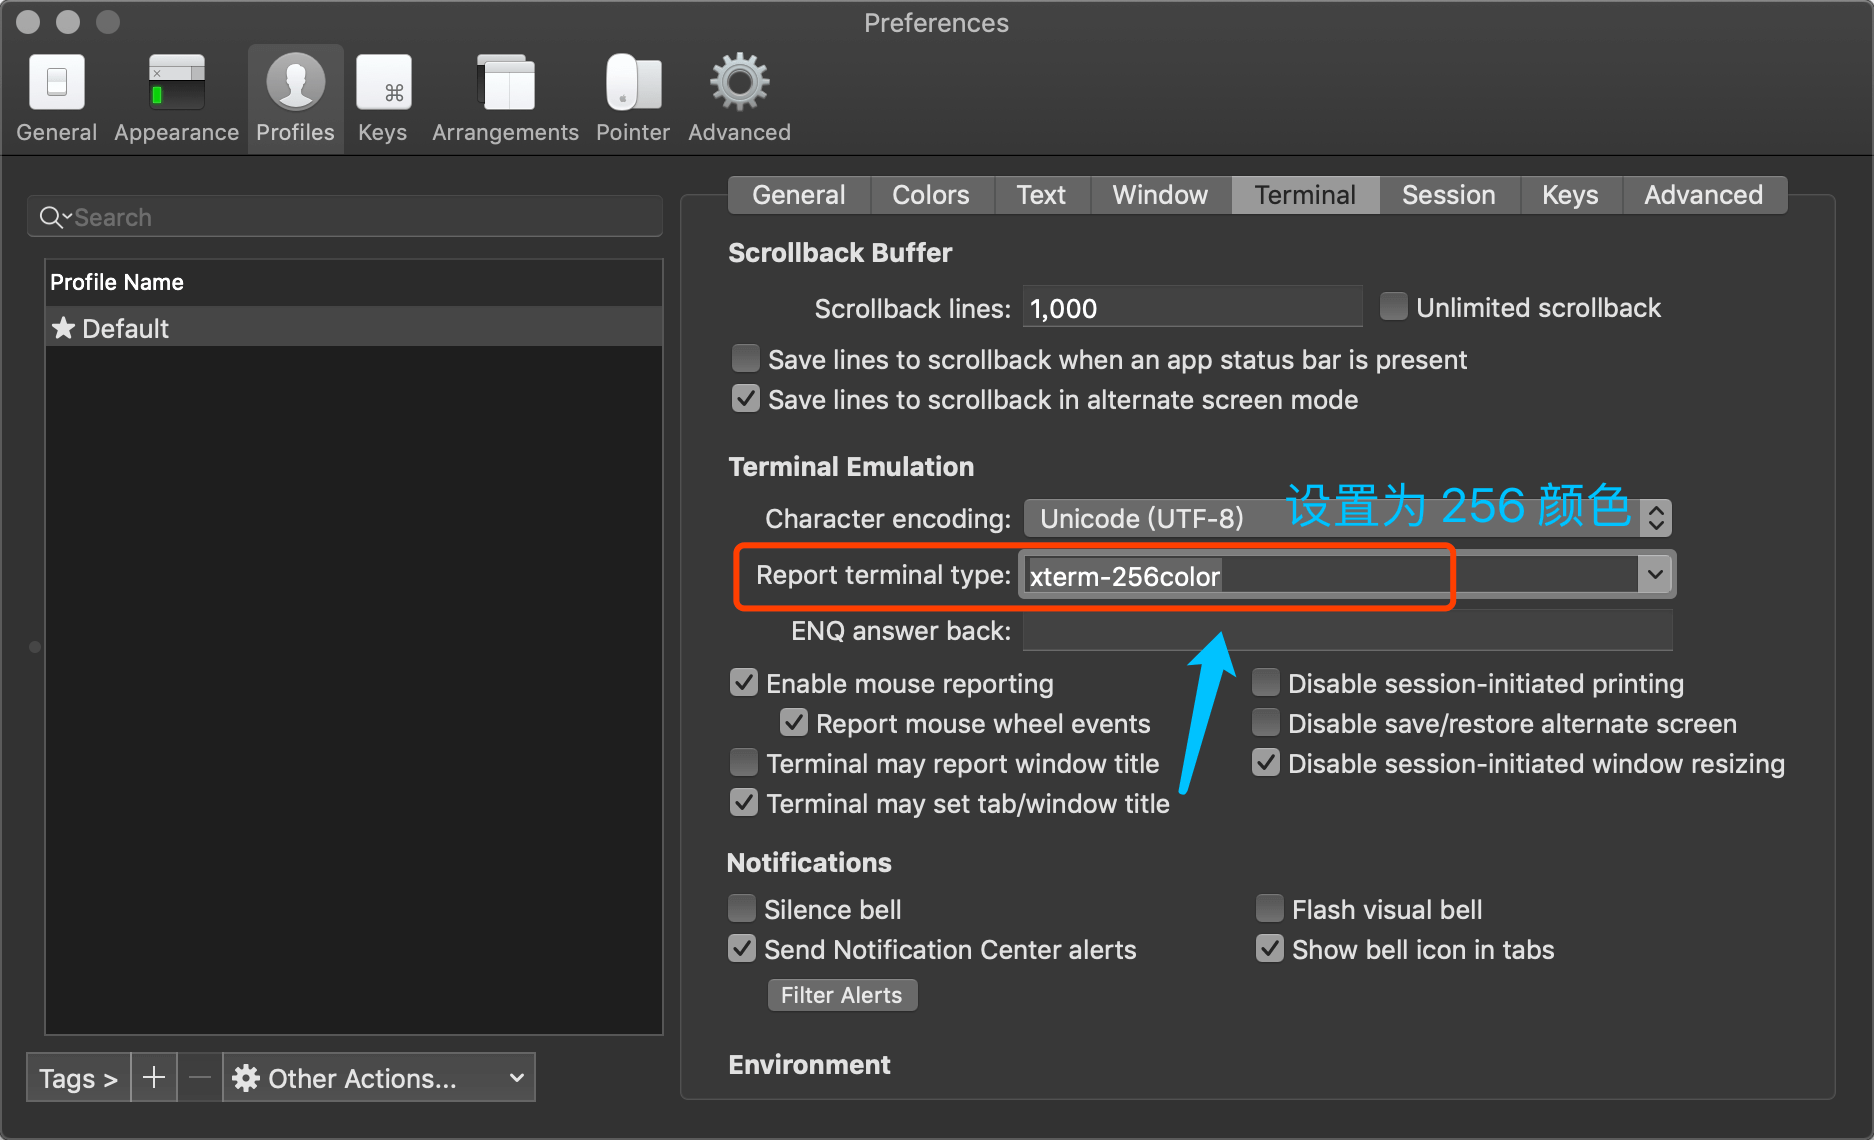 Preferences
General Appearance Profiles Keys Arrangements Pointer Advanced
Search
Profile Name
Default
Tags >
Other Actions...
General Colors Text Window Terminal Session Keys Advanced
Scrollback Buffer
Scrollback lines: 1,000 Unlimited scrollback
Save lines to scrollback when an app status bar is present
Save lines to scrollback in alternate screen mode
Terminal Emulation
设置为 256 颜色
Character encoding: Unicode (UTF-8)
Report terminal type: xterm-256color
ENQ answer back:
Enable mouse reporting Disable session-initiated printing
Report mouse wheel events Disable save/restore alternate screen
Terminal may report window title Disable session-initiated window resizing
Terminal may set tab/window title
Notifications
Silence bell Flash visual bell
Send Notification Center alerts Show bell icon in tabs
Filter Alerts
Environment